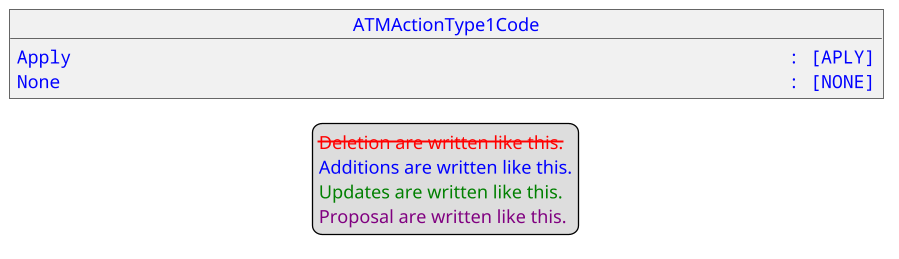 ATMActionType1Code
Apply : [APLY]
None : [NONE]
Deletion are written like this.
Additions are written like this.
Updates are written like this.
Proposal are written like this.